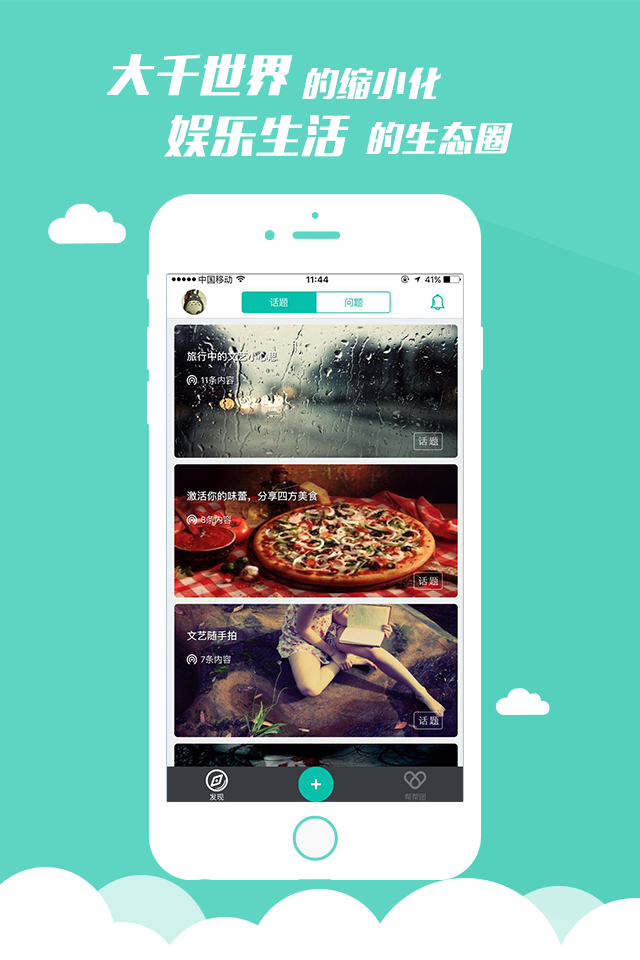 大千世界 的缩小化
娱乐生活 的生态圈
中国移动 11:44 41%
话题 问题
旅行中的文艺小心思
11条内容
话题
激活你的味蕾，分享四方美食
8条内容
话题
文艺随手拍
7条内容
话题
发现 帮帮团